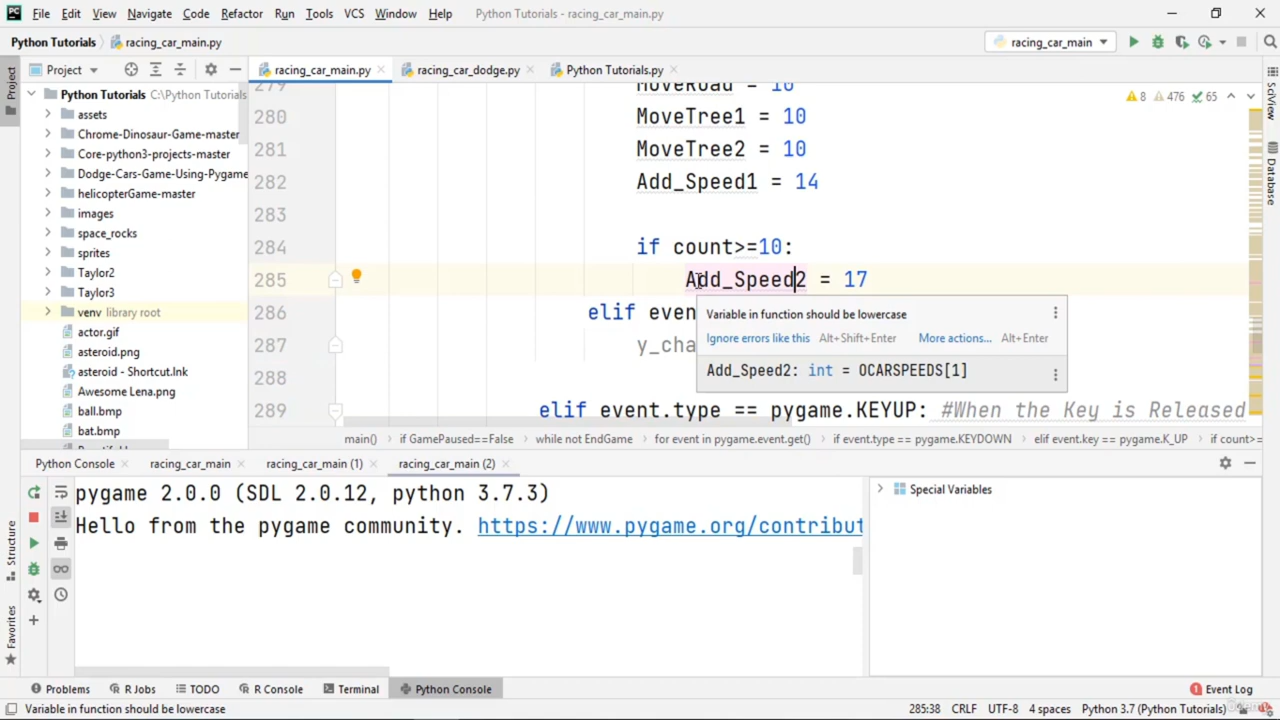 PC File Edit View Navigate Code Refactor Run Tools VCS Window Help Python Tutorials - racing_car_main.py
Python Tutorials racing_car_main.py racing_car_main
Project racing_car_main.py racing_car_dodge.py Python Tutorials.py
Project
Python Tutorials C:\Python Tutorials
assets
Chrome-Dinosaur-Game-master
Core-python3-projects-master
Dodge-Cars-Game-Using-Pygame
helicopterGame-master
images
space_rocks
sprites
Taylor2
Taylor3
venv library root
actor.gif
asteroid.png
asteroid - Shortcut.lnk
Awesome Lena.png
ball.bmp
bat.bmp
8 476 65
279 MoveRoad = 10
280 MoveTree1 = 10
281 MoveTree2 = 10
282 Add_Speed1 = 14
283
284 if count>=10:
285 Add_Speed2 = 17
286 elif even
287 y_cha
288
289 elif event.type == pygame.KEYUP: #When the Key is Released
Variable in function should be lowercase
Ignore errors like this Alt+Shift+Enter More actions... Alt+Enter
Add_Speed2: int = OCARSPEEDS[1]
main() if GamePaused==False while not EndGame for event in pygame.event.get() if event.type == pygame.KEYDOWN elif event.key == pygame.K_UP if count>=
SciView
Database
Python Console racing_car_main racing_car_main (1) racing_car_main (2)
pygame 2.0.0 (SDL 2.0.12, python 3.7.3)
Hello from the pygame community. https://www.pygame.org/contribut
Special Variables
Structure
Favorites
Problems R Jobs TODO R Console Terminal Python Console Event Log
Variable in function should be lowercase 285:38 CRLF UTF-8 4 spaces Python 3.7 (Python Tutorials)